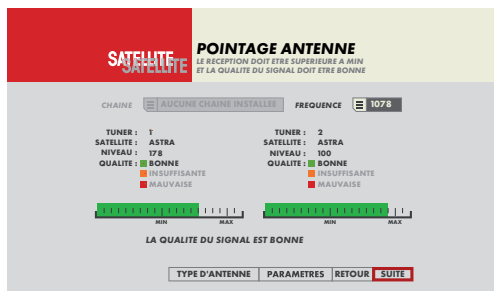 SATELLITE
SATELLITE
POINTAGE ANTENNE
LE RECEPTION DOIT ETRE SUPERIEURE A MIN
ET LA QUALITE DU SIGNAL DOIT ETRE BONNE
CHAINE AUCUNE CHAINE INSTALLEE FREQUENCE 1078
TUNER : 1
SATELLITE : ASTRA
NIVEAU : 178
QUALITE : BONNE
INSUFFISANTE
MAUVAISE
TUNER : 2
SATELLITE : ASTRA
NIVEAU : 100
QUALITE : BONNE
INSUFFISANTE
MAUVAISE
MIN MAX
MIN MAX
LA QUALITE DU SIGNAL EST BONNE
TYPE D'ANTENNE PARAMETRES RETOUR SUITE